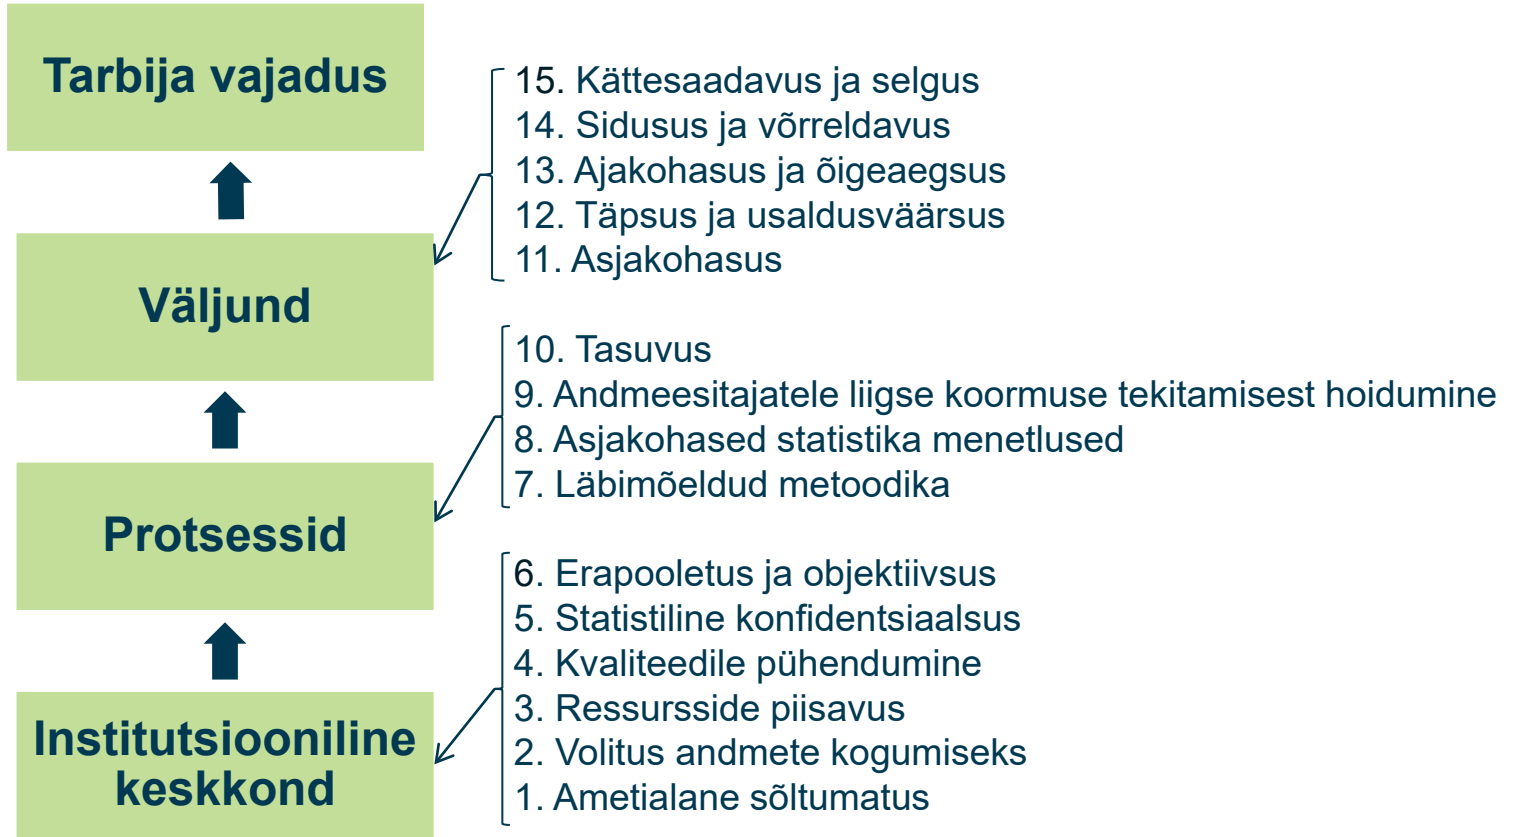 Tarbija vajadus
15. Kättesaadavus ja selgus
14. Sidusus ja võrreldavus
13. Ajakohasus ja õigeaegsus
12. Täpsus ja usaldusväärsus
11. Asjakohasus
Väljund
10. Tasuvus
9. Andmeesitajatele liigse koormuse tekitamisest hoidumine
8. Asjakohased statistika menetlused
7. Läbimõeldud metoodika
Protsessid
6. Erapooletus ja objektiivsus
5. Statistiline konfidentsiaalsus
4. Kvaliteedile pühendumine
3. Ressursside piisavus
2. Volitus andmete kogumiseks
1. Ametialane sõltumatus
Institutsiooniline
keskkond